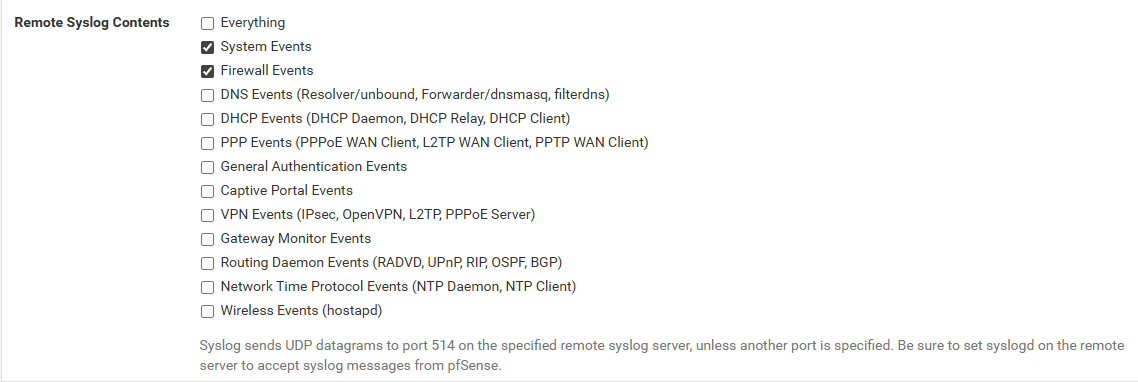 Remote Syslog Contents
Everything
System Events
Firewall Events
DNS Events (Resolver/unbound, Forwarder/dnsmasq, filterdns)
DHCP Events (DHCP Daemon, DHCP Relay, DHCP Client)
PPP Events (PPPoE WAN Client, L2TP WAN Client, PPTP WAN Client)
General Authentication Events
Captive Portal Events
VPN Events (IPsec, OpenVPN, L2TP, PPPoE Server)
Gateway Monitor Events
Routing Daemon Events (RADVD, UPnP, RIP, OSPF, BGP)
Network Time Protocol Events (NTP Daemon, NTP Client)
Wireless Events (hostapd)
Syslog sends UDP datagrams to port 514 on the specified remote syslog server, unless another port is specified. Be sure to set syslogd on the remote
server to accept syslog messages from pfSense.